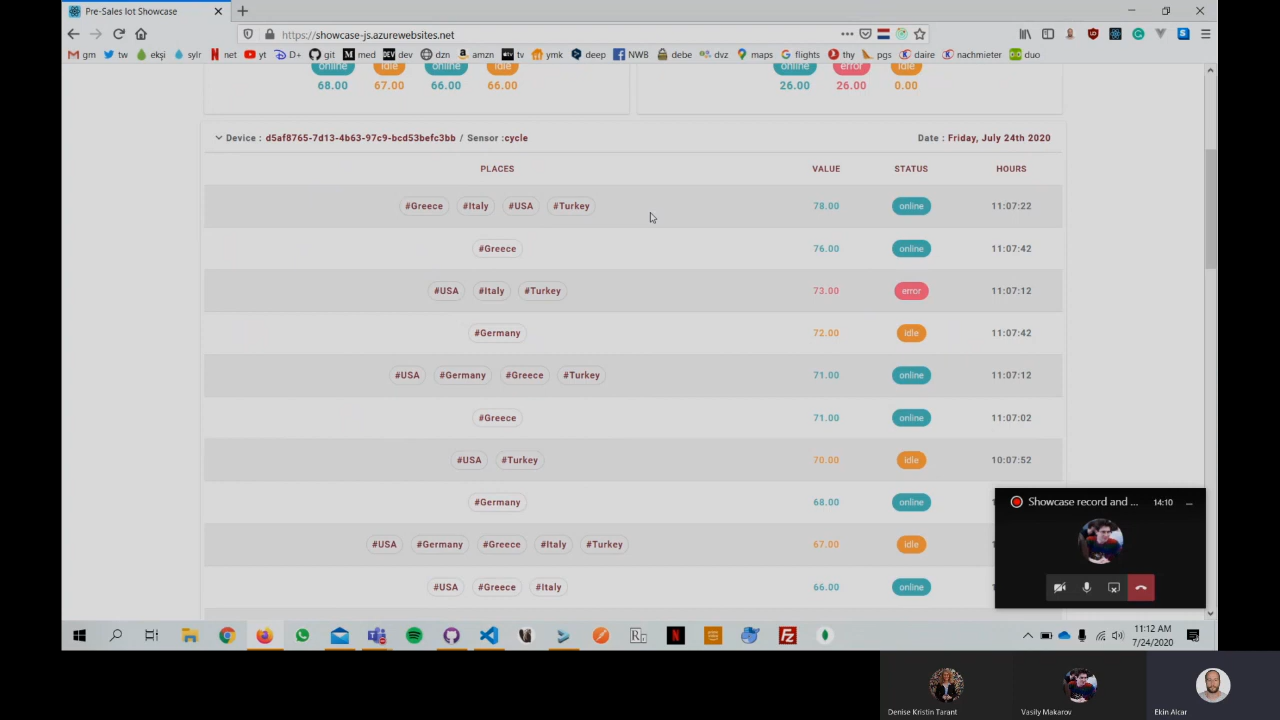 Pre-Sales Iot Showcase
https://showcase-js.azurewebsites.net
gm tw ekşi sylr net yt D+ git med dev dzn amzn tv ymk deep NWB debe dvz maps flights thy pgs daire nachmieter duo
online idle online idle online error idle
68.00 67.00 66.00 66.00 26.00 26.00 0.00
Device : d5af8765-7d13-4b63-97c9-bcd53befc3bb / Sensor :cycle Date : Friday, July 24th 2020
PLACES VALUE STATUS HOURS
#Greece #Italy #USA #Turkey 78.00 online 11:07:22
#Greece 76.00 online 11:07:42
#USA #Italy #Turkey 73.00 error 11:07:12
#Germany 72.00 idle 11:07:42
#USA #Germany #Greece #Turkey 71.00 online 11:07:12
#Greece 71.00 online 11:07:02
#USA #Turkey 70.00 idle 10:07:52
#Germany 68.00 online
#USA #Germany #Greece #Italy #Turkey 67.00 idle
#USA #Greece #Italy 66.00 online
Showcase record and ... 14:10
11:12 AM
7/24/2020
Denise Kristin Tarant Vasily Makarov Ekin Alcar